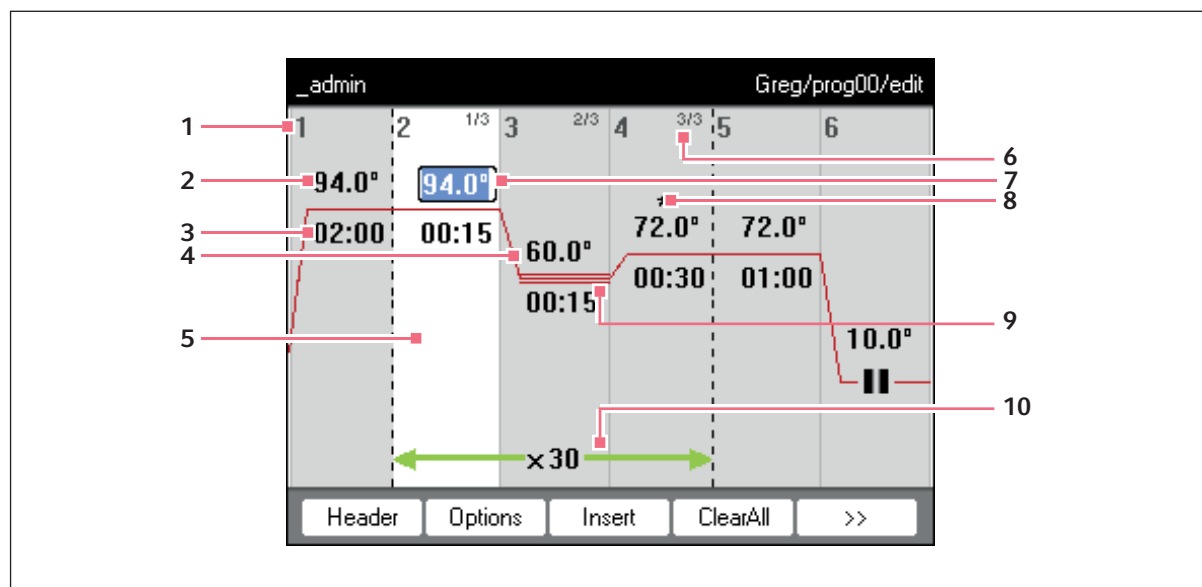 _admin Greg/prog00/edit
1 1 2 1/3 3 2/3 4 3/3 5 6
6
2 94.0° 94.0° 7
8
3 02:00 00:15 72.0° 72.0°
4 60.0°
00:30 01:00
00:15 9
5 10.0°
10
×30
Header Options Insert ClearAll >>